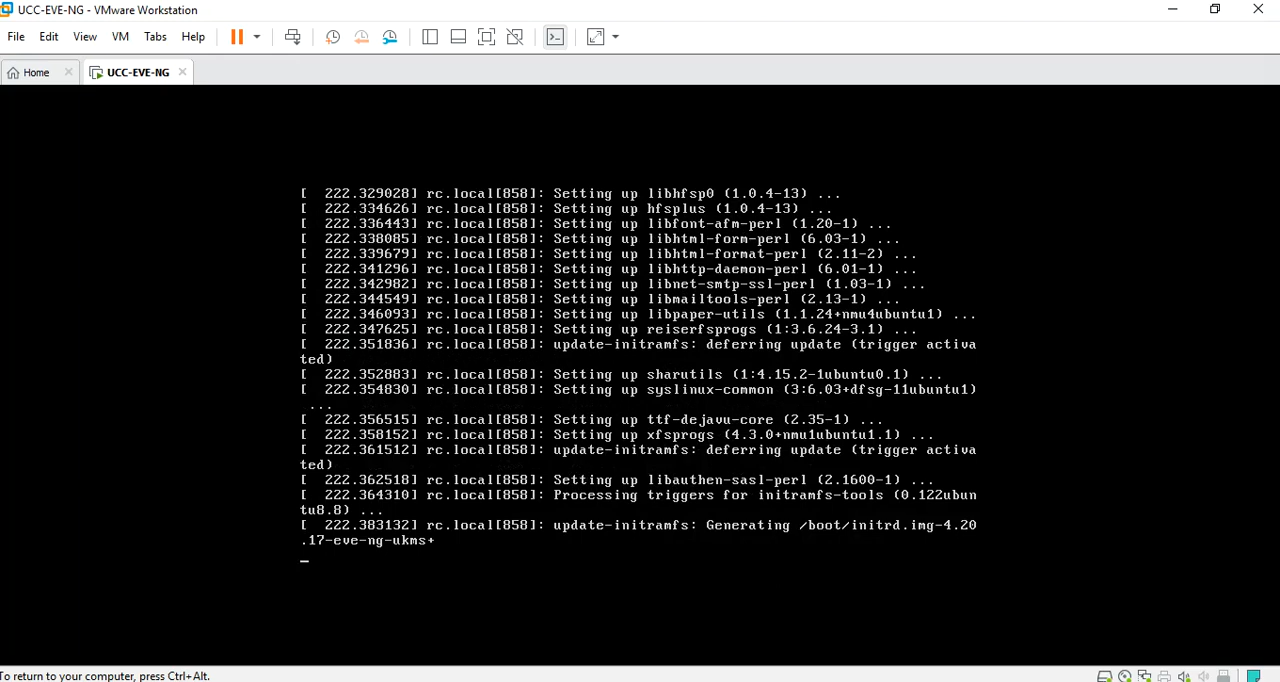 UCC-EVE-NG - VMware Workstation
File Edit View VM Tabs Help
Home UCC-EVE-NG
[  222.329028] rc.local[858]: Setting up libhfsp0 (1.0.4-13) ...
[  222.334626] rc.local[858]: Setting up hfsplus (1.0.4-13) ...
[  222.336443] rc.local[858]: Setting up libfont-afm-perl (1.20-1) ...
[  222.338085] rc.local[858]: Setting up libhtml-form-perl (6.03-1) ...
[  222.339679] rc.local[858]: Setting up libhtml-format-perl (2.11-2) ...
[  222.341296] rc.local[858]: Setting up libhttp-daemon-perl (6.01-1) ...
[  222.342982] rc.local[858]: Setting up libnet-smtp-ssl-perl (1.03-1) ...
[  222.344549] rc.local[858]: Setting up libmailtools-perl (2.13-1) ...
[  222.346093] rc.local[858]: Setting up libpaper-utils (1.1.24+nmu4ubuntu1) ...
[  222.347625] rc.local[858]: Setting up reiserfsprogs (1:3.6.24-3.1) ...
[  222.351836] rc.local[858]: update-initramfs: deferring update (trigger activa
ted)
[  222.352883] rc.local[858]: Setting up sharutils (1:4.15.2-1ubuntu0.1) ...
[  222.354830] rc.local[858]: Setting up syslinux-common (3:6.03+dfsg-11ubuntu1)
 ...
[  222.356515] rc.local[858]: Setting up ttf-dejavu-core (2.35-1) ...
[  222.358152] rc.local[858]: Setting up xfsprogs (4.3.0+nmu1ubuntu1.1) ...
[  222.361512] rc.local[858]: update-initramfs: deferring update (trigger activa
ted)
[  222.362518] rc.local[858]: Setting up libauthen-sasl-perl (2.1600-1) ...
[  222.364310] rc.local[858]: Processing triggers for initramfs-tools (0.122ubun
tu8.8) ...
[  222.383132] rc.local[858]: update-initramfs: Generating /boot/initrd.img-4.20
.17-eve-ng-ukms+
To return to your computer, press Ctrl+Alt.